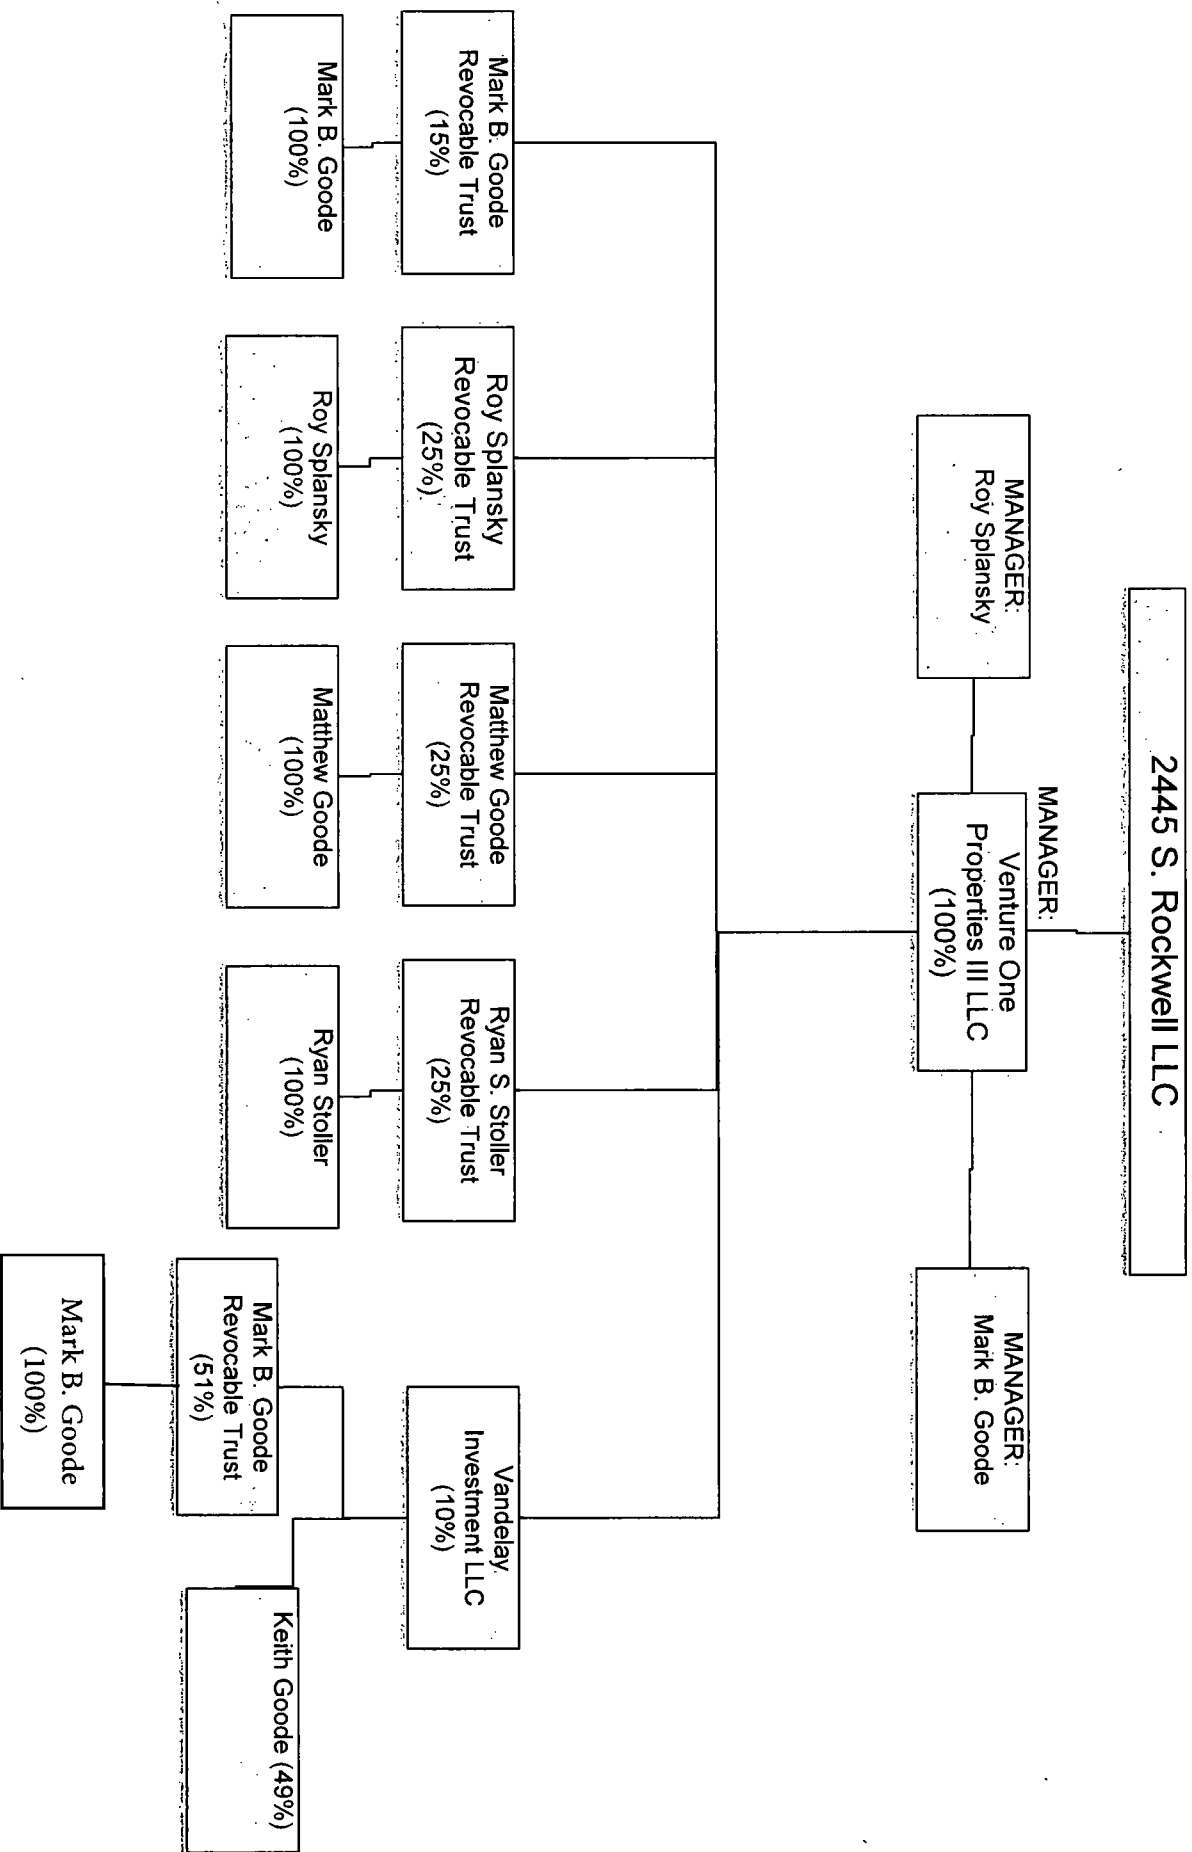 2445 S. Rockwell LLC
MANAGER:
MANAGER:
Roy Splansky
Venture One
Properties III LLC
(100%)
MANAGER:
Mark B. Goode
Mark B. Goode
Revocable Trust
(15%)
Roy Splansky
Revocable Trust
(25%)
Matthew Goode
Revocable Trust
(25%)
Ryan S. Stoller
Revocable Trust
(25%)
Vandelay
Investment LLC
(10%)
Mark B. Goode
(100%)
Roy Splansky
(100%)
Matthew Goode
(100%)
Ryan Stoller
(100%)
Mark B. Goode
Revocable Trust
(51%)
Keith Goode (49%)
Mark B. Goode
(100%)